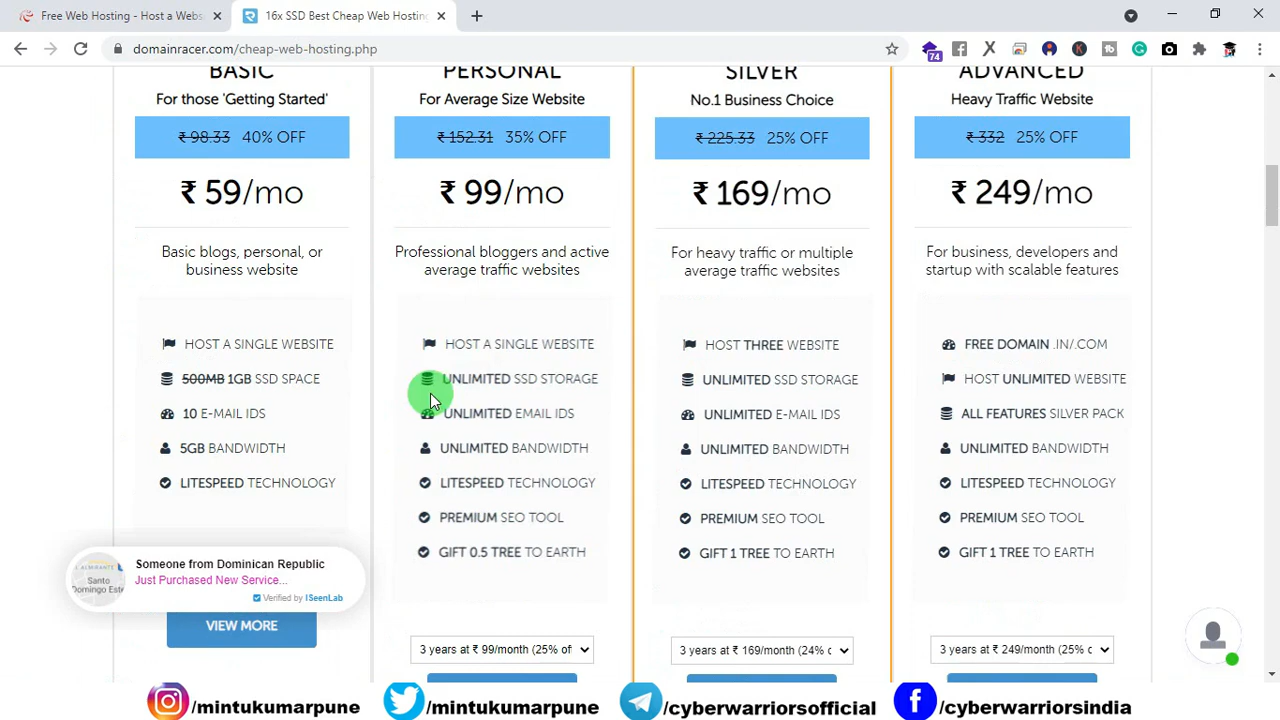 Free Web Hosting - Host a Webs
16x SSD Best Cheap Web Hosting
domainracer.com/cheap-web-hosting.php
74
BASIC
For those 'Getting Started'
₹ 98.33 40% OFF
₹ 59/mo
Basic blogs, personal, or
business website
HOST A SINGLE WEBSITE
500MB 1GB SSD SPACE
10 E-MAIL IDS
5GB BANDWIDTH
LITESPEED TECHNOLOGY
VIEW MORE
PERSONAL
For Average Size Website
₹ 152.31 35% OFF
₹ 99/mo
Professional bloggers and active
average traffic websites
HOST A SINGLE WEBSITE
UNLIMITED SSD STORAGE
UNLIMITED EMAIL IDS
UNLIMITED BANDWIDTH
LITESPEED TECHNOLOGY
PREMIUM SEO TOOL
GIFT 0.5 TREE TO EARTH
3 years at ₹ 99/month (25% of
SILVER
No.1 Business Choice
₹ 225.33 25% OFF
₹ 169/mo
For heavy traffic or multiple
average traffic websites
HOST THREE WEBSITE
UNLIMITED SSD STORAGE
UNLIMITED E-MAIL IDS
UNLIMITED BANDWIDTH
LITESPEED TECHNOLOGY
PREMIUM SEO TOOL
GIFT 1 TREE TO EARTH
3 years at ₹ 169/month (24% c
ADVANCED
Heavy Traffic Website
₹ 332 25% OFF
₹ 249/mo
For business, developers and
startup with scalable features
FREE DOMAIN .IN/.COM
HOST UNLIMITED WEBSITE
ALL FEATURES SILVER PACK
UNLIMITED BANDWIDTH
LITESPEED TECHNOLOGY
PREMIUM SEO TOOL
GIFT 1 TREE TO EARTH
3 years at ₹ 249/month (25% c
Santo
Domingo Este
Someone from Dominican Republic
Just Purchased New Service...
Verified by ISeenLab
/mintukumarpune
/mintukumarpune
/cyberwarriorsofficial
/cyberwarriorsindia